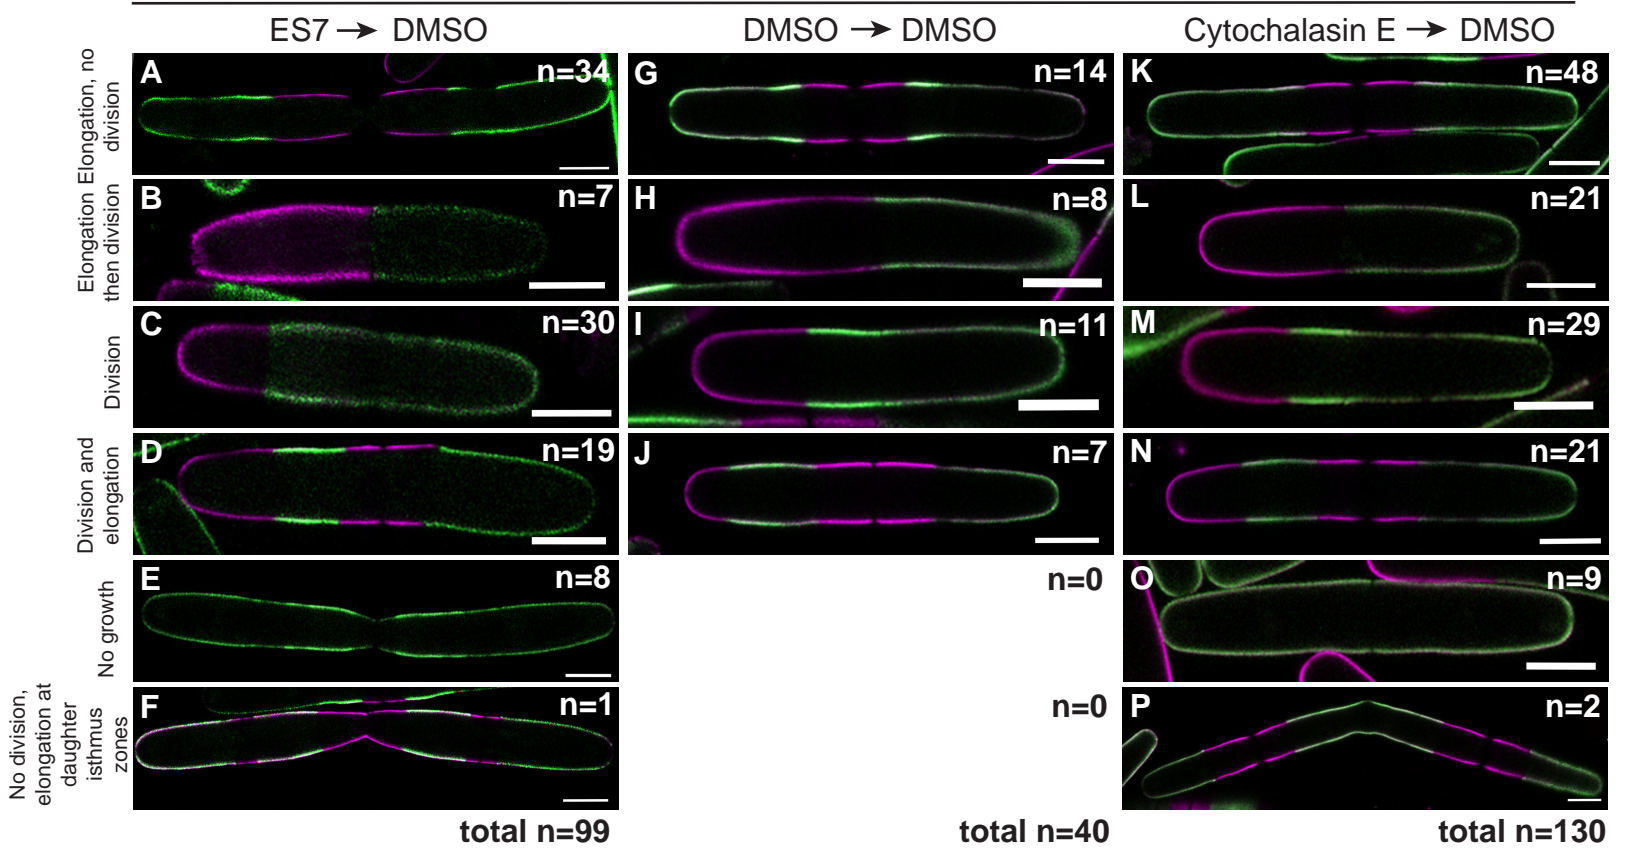 ES7 → DMSO
DMSO → DMSO
Cytochalasin E → DMSO
Elongation, no
division
A
n=34
G
n=14
K
n=48
Elongation
then division
B
n=7
H
n=8
L
n=21
Division
C
n=30
I
n=11
M
n=29
Division and
elongation
D
n=19
J
n=7
N
n=21
No growth
E
n=8
n=0
O
n=9
No division,
elongation at
daughter
isthmus
zones
F
n=1
n=0
P
n=2
total n=99
total n=40
total n=130